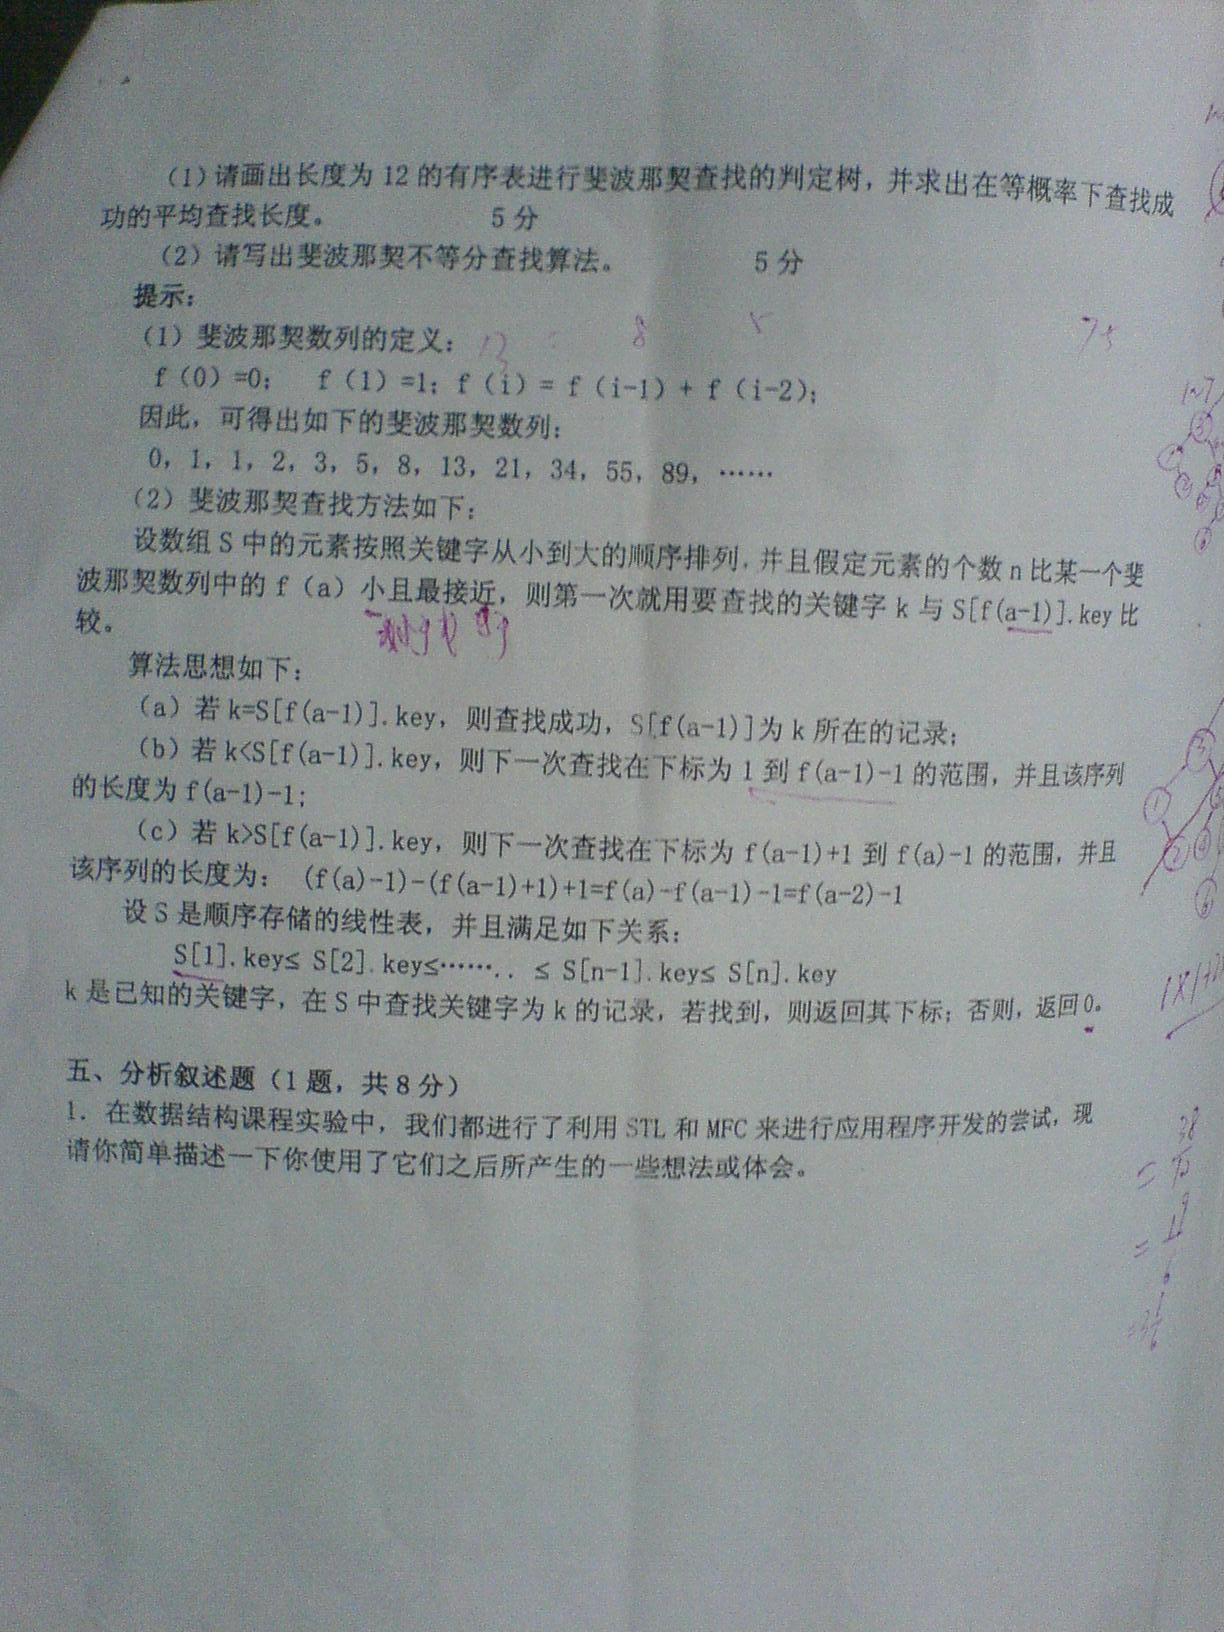 （1）请画出长度为 12 的有序表进行斐波那契查找的判定树，并求出在等概率下查找成
功的平均查找长度。 5 分
（2）请写出斐波那契不等分查找算法。 5 分
提示：
（1）斐波那契数列的定义：
13 8 5
f（0）=0； f（1）=1；f（i）= f（i-1）+ f（i-2）；
因此，可得出如下的斐波那契数列：
0， 1， 1， 2， 3， 5， 8， 13， 21， 34， 55， 89， ……
（2）斐波那契查找方法如下：
设数组 S 中的元素按照关键字从小到大的顺序排列，并且假定元素的个数 n 比某一个斐
波那契数列中的 f（a）小且最接近，则第一次就用要查找的关键字 k 与 S[f(a-1)].key 比
较。
算法思想如下：
（a）若 k=S[f(a-1)].key，则查找成功，S[f(a-1)]为 k 所在的记录；
（b）若 k<S[f(a-1)].key，则下一次查找在下标为 1 到 f(a-1)-1 的范围，并且该序列
的长度为 f(a-1)-1；
（c）若 k>S[f(a-1)].key，则下一次查找在下标为 f(a-1)+1 到 f(a)-1 的范围，并且
该序列的长度为： (f(a)-1)-(f(a-1)+1)+1=f(a)-f(a-1)-1=f(a-2)-1
设 S 是顺序存储的线性表，并且满足如下关系：
S[1].key≤ S[2].key≤…….. ≤ S[n-1].key≤ S[n].key
k 是已知的关键字，在 S 中查找关键字为 k 的记录，若找到，则返回其下标；否则，返回 0。
五、分析叙述题（1 题，共 8 分）
1. 在数据结构课程实验中，我们都进行了利用 STL 和 MFC 来进行应用程序开发的尝试，现
请你简单描述一下你使用了它们之后所产生的一些想法或体会。